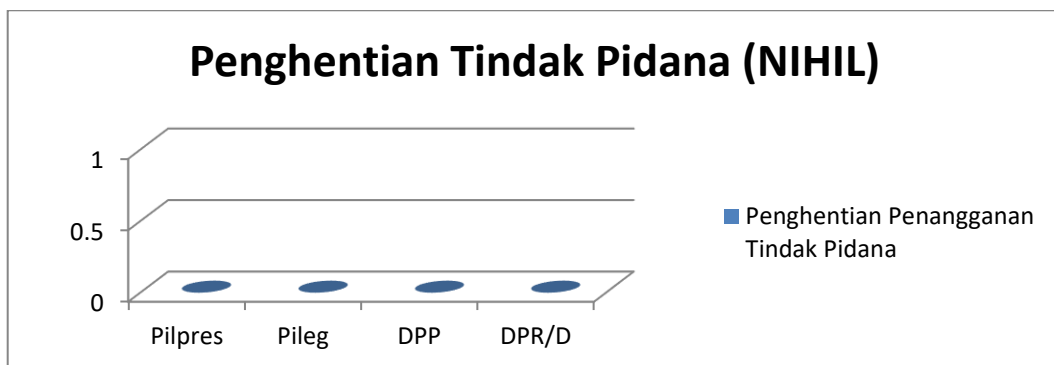 Penghentian Tindak Pidana (NIHIL)
1
0.5
0
Pilpres Pileg DPP DPR/D
Penghentian Penangganan
Tindak Pidana